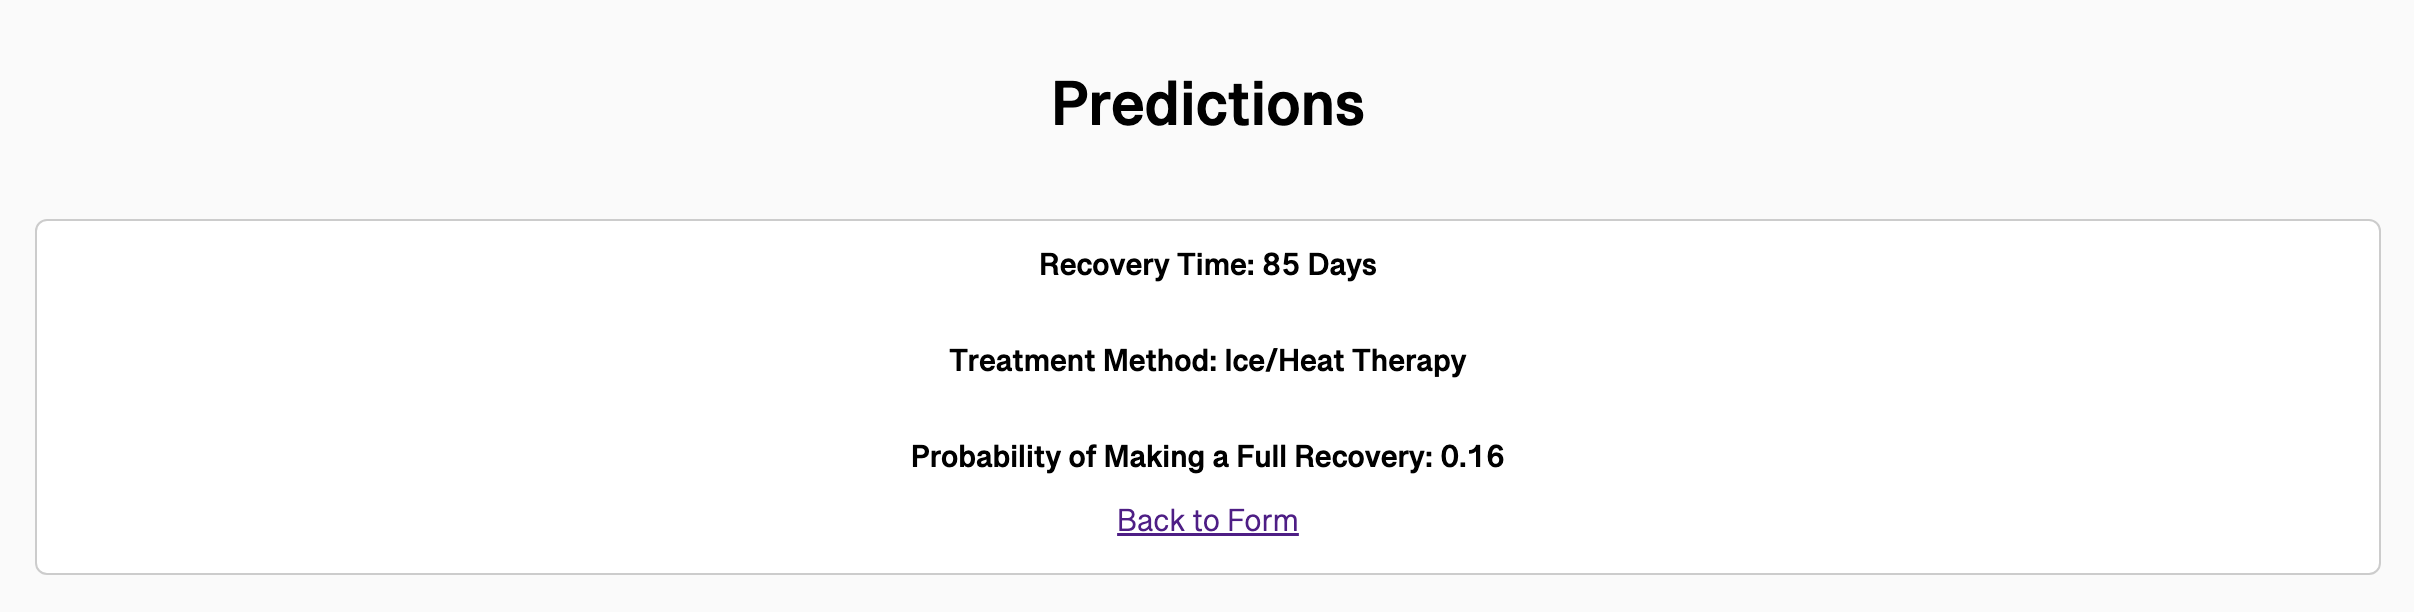 Predictions
Recovery Time: 85 Days
Treatment Method: Ice/Heat Therapy
Probability of Making a Full Recovery: 0.16
Back to Form